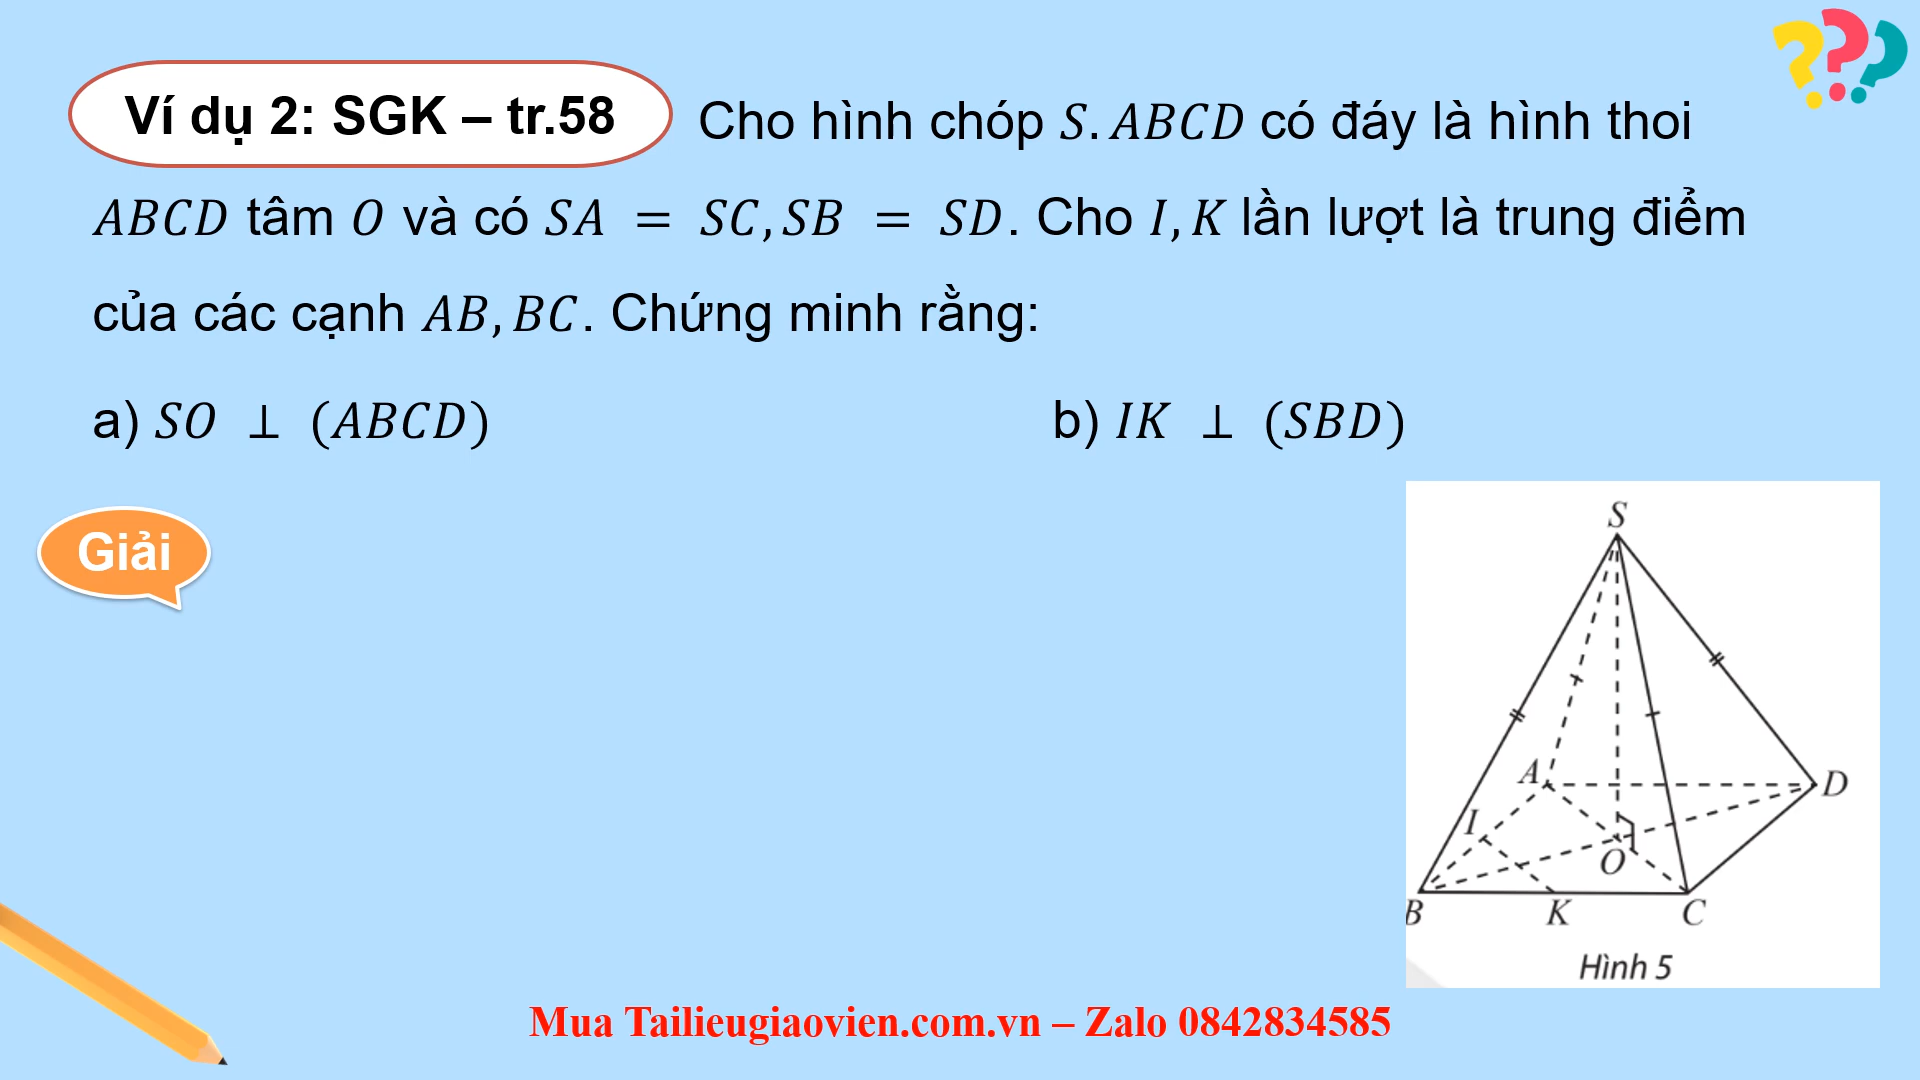 ???
Ví dụ 2: SGK – tr.58 Cho hình chóp S.ABCD có đáy là hình thoi
ABCD tâm O và có SA = SC, SB = SD. Cho I, K lần lượt là trung điểm
của các cạnh AB, BC. Chứng minh rằng:
a) SO ⊥ (ABCD) b) IK ⊥ (SBD)
Giải
S
A
D
I
O
B K C
Hình 5
Mua Tailieugiaovien.com.vn – Zalo 0842834585